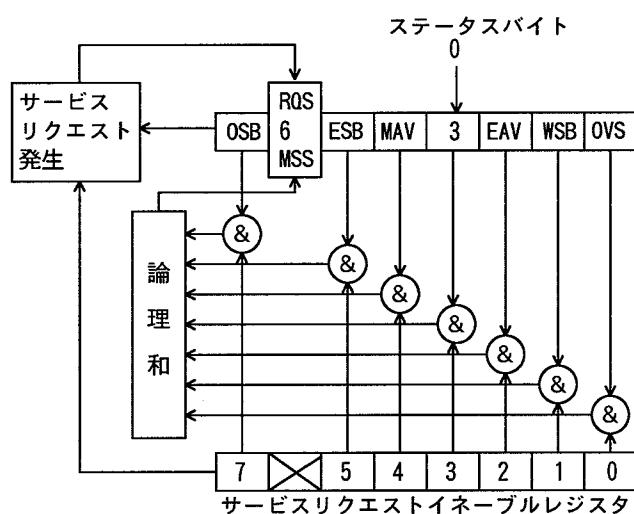 ステータスバイト
0
サービス
リクエスト
発生
OSB
RQS
6
MSS
ESB
MAV
3
EAV
WSB
OVS
&
&
&
&
&
&
&
論理和
7
5
4
3
2
1
0
サービスリクエストイネーブルレジスタ